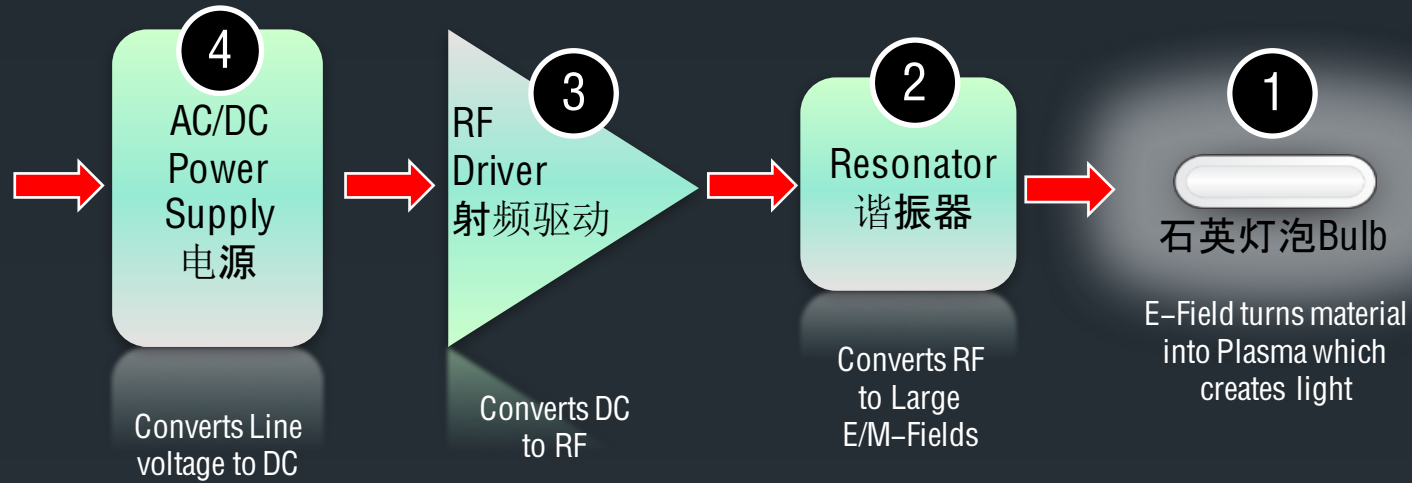 4
AC/DC
Power
Supply
电源
Converts Line
voltage to DC
3
RF
Driver
射频驱动
Converts DC
to RF
2
Resonator
谐振器
Converts RF
to Large
E/M–Fields
1
石英灯泡Bulb
E–Field turns material
into Plasma which
creates light